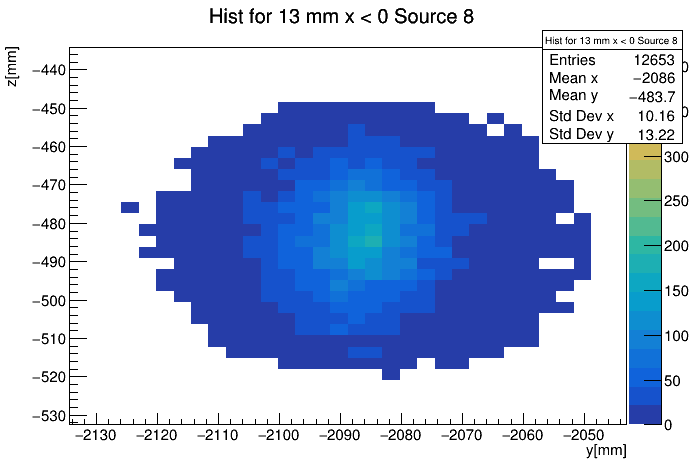 Hist for 13 mm x < 0 Source 8
Hist for 13 mm x < 0 Source 8
Entries 12653
Mean x −2086
Mean y −483.7
Std Dev x 10.16
Std Dev y 13.22
z[mm]
−440
−450
−460
−470
−480
−490
−500
−510
−520
−530
−2130 −2120 −2110 −2100 −2090 −2080 −2070 −2060 −2050
y[mm]
300
250
200
150
100
50
0